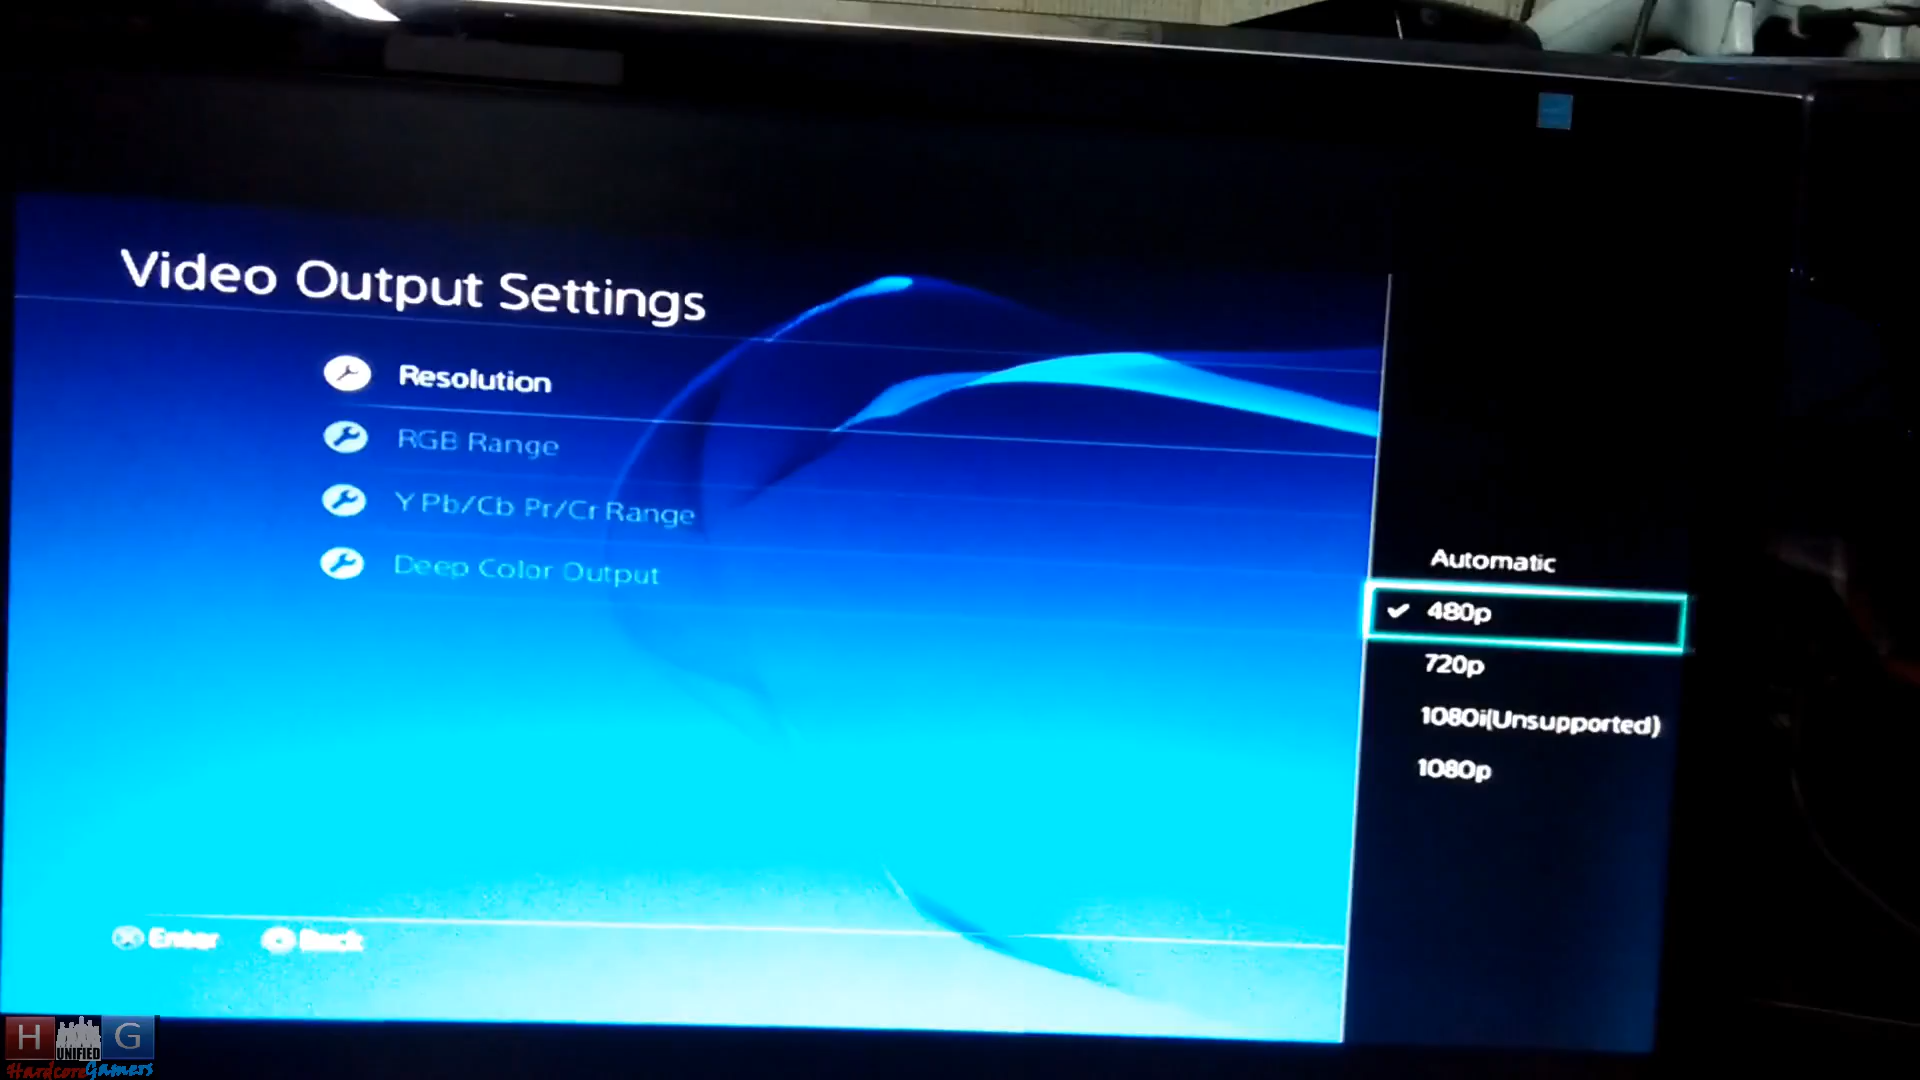 Video Output Settings
Resolution
RGB Range
Y Pb/Cb Pr/Cr Range
Deep Color Output
Automatic
480p
720p
1080i(Unsupported)
1080p
Enter
Back
H UNIFIED G
HardcoreGamers